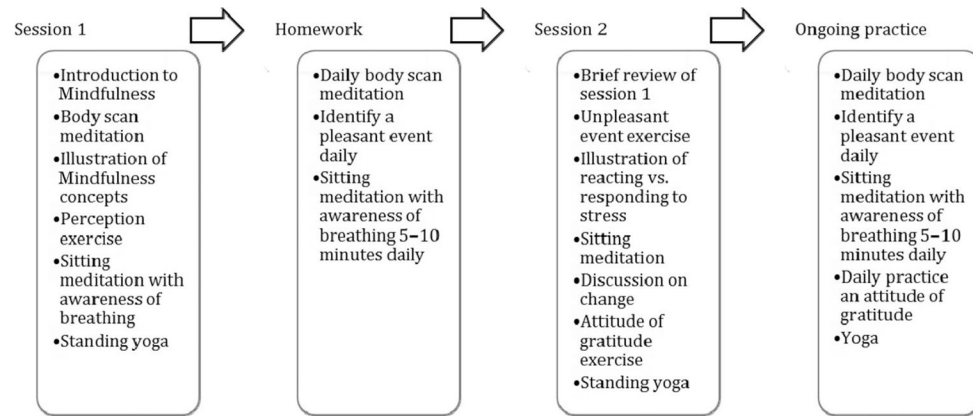 Session 1
•Introduction to
Mindfulness
•Body scan
meditation
•Illustration of
Mindfulness
concepts
•Perception
exercise
•Sitting
meditation with
awareness of
breathing
•Standing yoga
Homework
•Daily body scan
meditation
•Identify a
pleasant event
daily
•Sitting
meditation with
awareness of
breathing 5–10
minutes daily
Session 2
•Brief review of
session 1
•Unpleasant
event exercise
•Illustration of
reacting vs.
responding to
stress
•Sitting
meditation
•Discussion on
change
•Attitude of
gratitude
exercise
•Standing yoga
Ongoing practice
•Daily body scan
meditation
•Identify a
pleasant event
daily
•Sitting
meditation with
awareness of
breathing 5–10
minutes daily
•Daily practice
an attitude of
gratitude
•Yoga